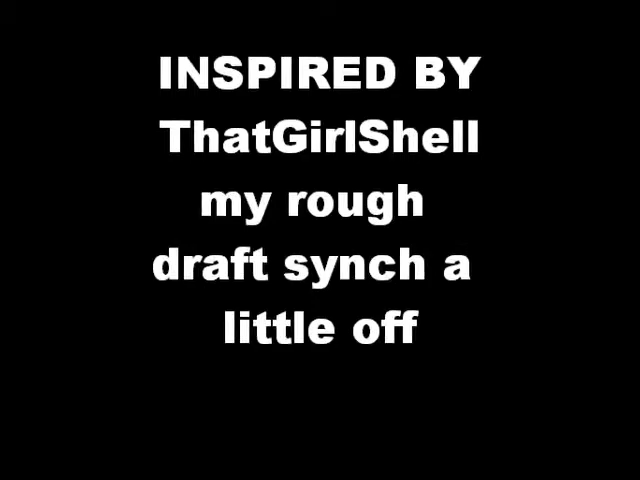 INSPIRED BY
ThatGirlShell
my rough
draft synch a
little off